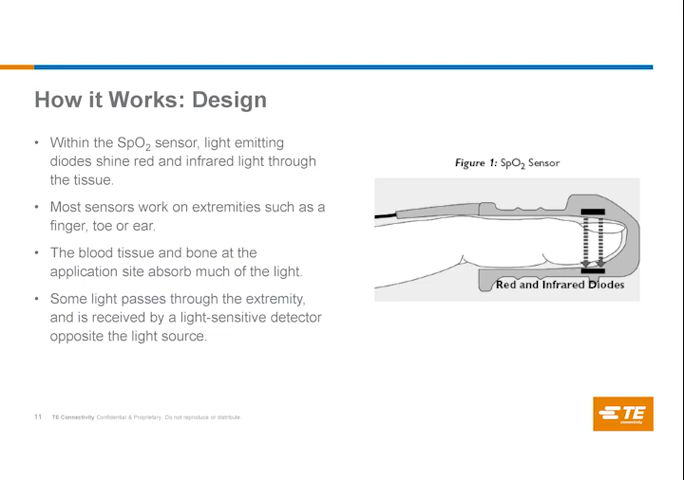 How it Works: Design
• Within the SpO2 sensor, light emitting
diodes shine red and infrared light through
the tissue.
• Most sensors work on extremities such as a
finger, toe or ear.
• The blood tissue and bone at the
application site absorb much of the light.
• Some light passes through the extremity,
and is received by a light-sensitive detector
opposite the light source.
Figure 1: SpO2 Sensor
Red and Infrared Diodes
11 TE Connectivity Confidential & Proprietary. Do not reproduce or distribute.
TE
connectivity